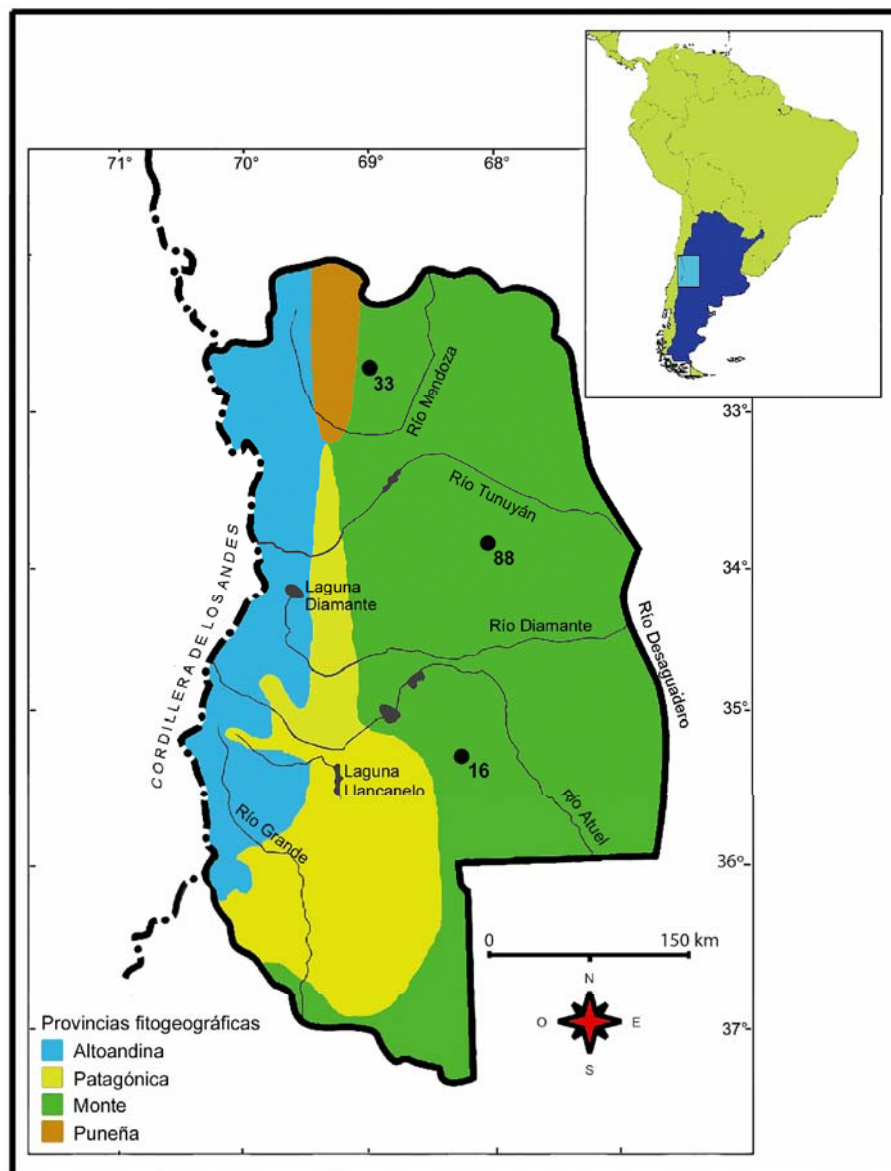 71°
70°
69°
68°
33
Río Mendoza
33°
Río Tunuyán
88
34°
CORDILLERA DE LOSANDES
Laguna
Diamante
Río Diamante
Río Desaguadero
35°
16
Laguna
Llancanelo
Río Grande
Río Atuel
36°
0
150 km
N
O
E
S
37°
Provincias fitogeográficas
Altoandina
Patagónica
Monte
Puneña